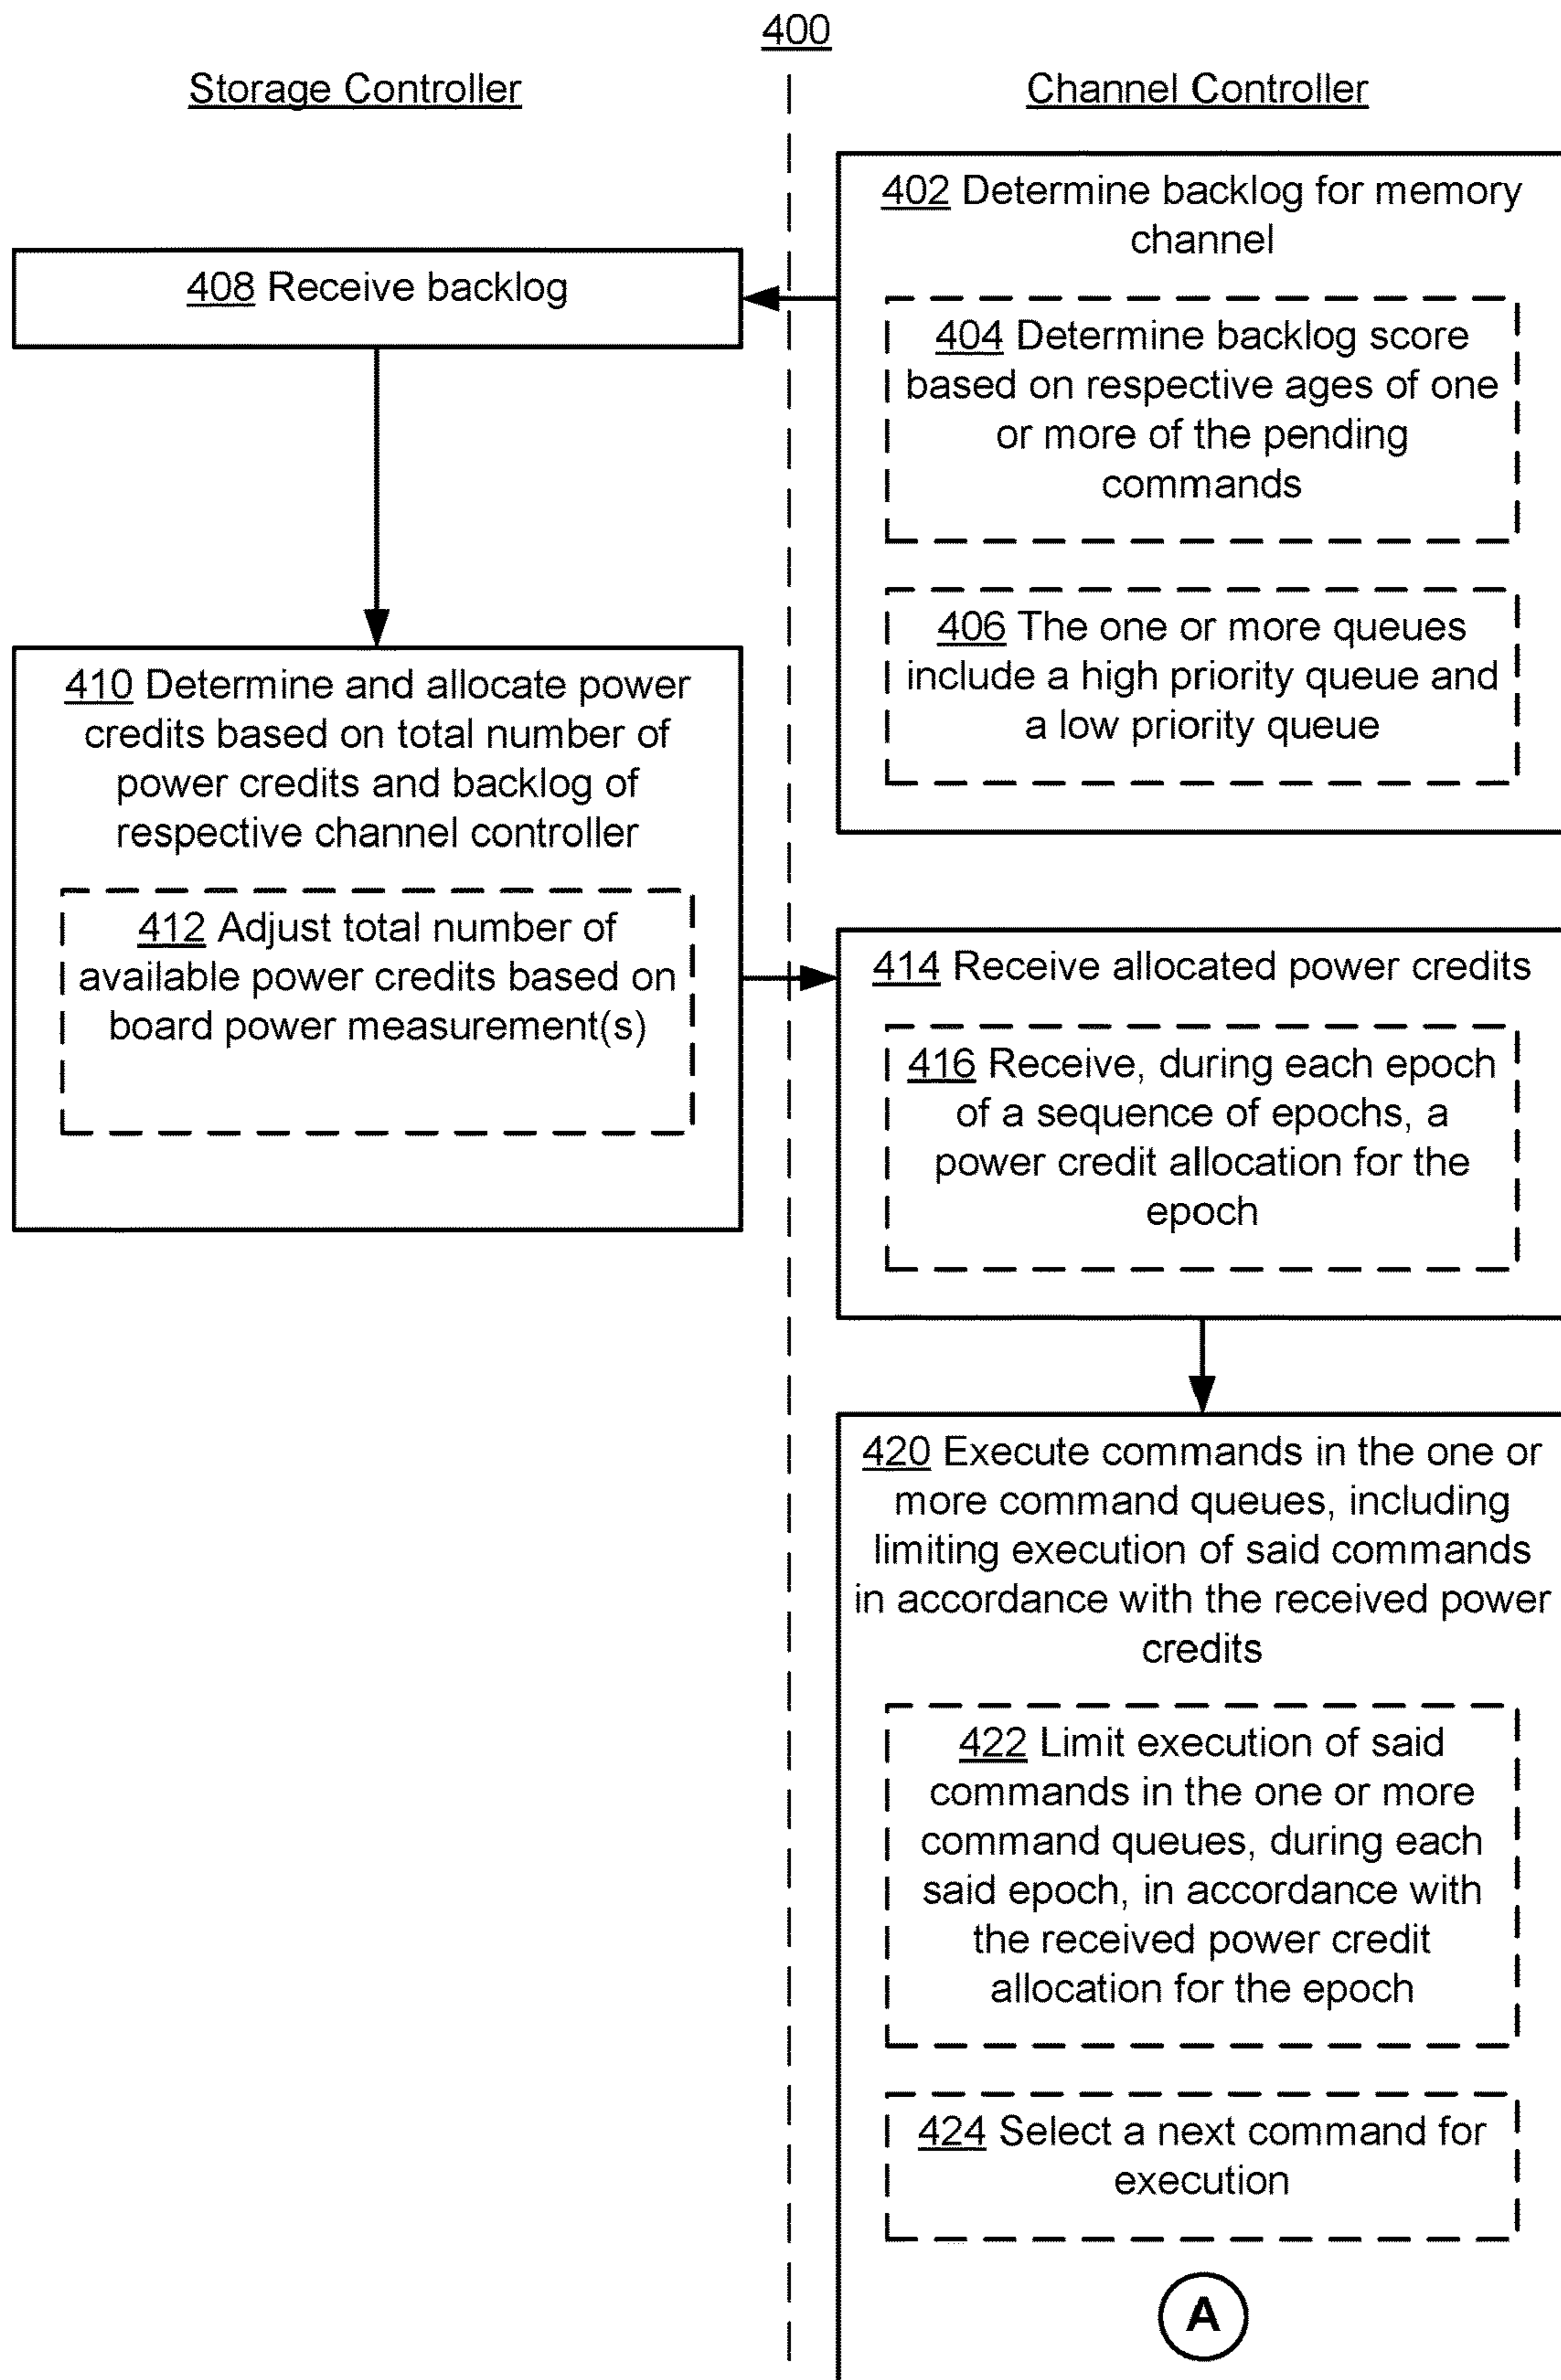 400
Storage Controller
Channel Controller
402 Determine backlog for memory
channel
404 Determine backlog score
based on respective ages of one
or more of the pending
commands
406 The one or more queues
include a high priority queue and
a low priority queue
408 Receive backlog
410 Determine and allocate power
credits based on total number of
power credits and backlog of
respective channel controller
412 Adjust total number of
available power credits based on
board power measurement(s)
414 Receive allocated power credits
416 Receive, during each epoch
of a sequence of epochs, a
power credit allocation for the
epoch
420 Execute commands in the one or
more command queues, including
limiting execution of said commands
in accordance with the received power
credits
422 Limit execution of said
commands in the one or more
command queues, during each
said epoch, in accordance with
the received power credit
allocation for the epoch
424 Select a next command for
execution
A